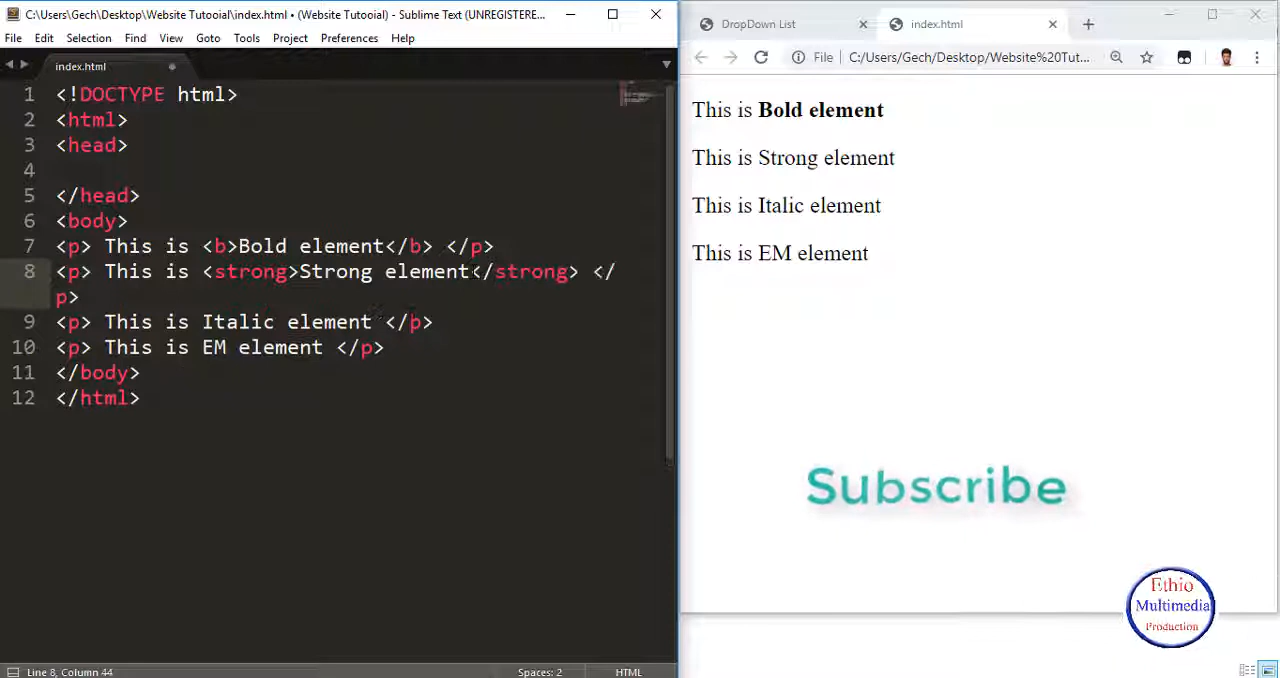 C:\Users\Gech\Desktop\Website Tutooial\index.html • (Website Tutooial) - Sublime Text (UNREGISTERE...
File Edit Selection Find View Goto Tools Project Preferences Help
index.html
1 <!DOCTYPE html>
2 <html>
3 <head>
4
5 </head>
6 <body>
7 <p> This is <b>Bold element</b> </p>
8 <p> This is <strong>Strong element</strong> </
p>
9 <p> This is Italic element </p>
10 <p> This is EM element </p>
11 </body>
12 </html>
Line 8, Column 44 Spaces: 2 HTML
DropDown List index.html
File C:/Users/Gech/Desktop/Website%20Tut...
This is Bold element
This is Strong element
This is Italic element
This is EM element
Subscribe
Ethio
Multimedia
Production